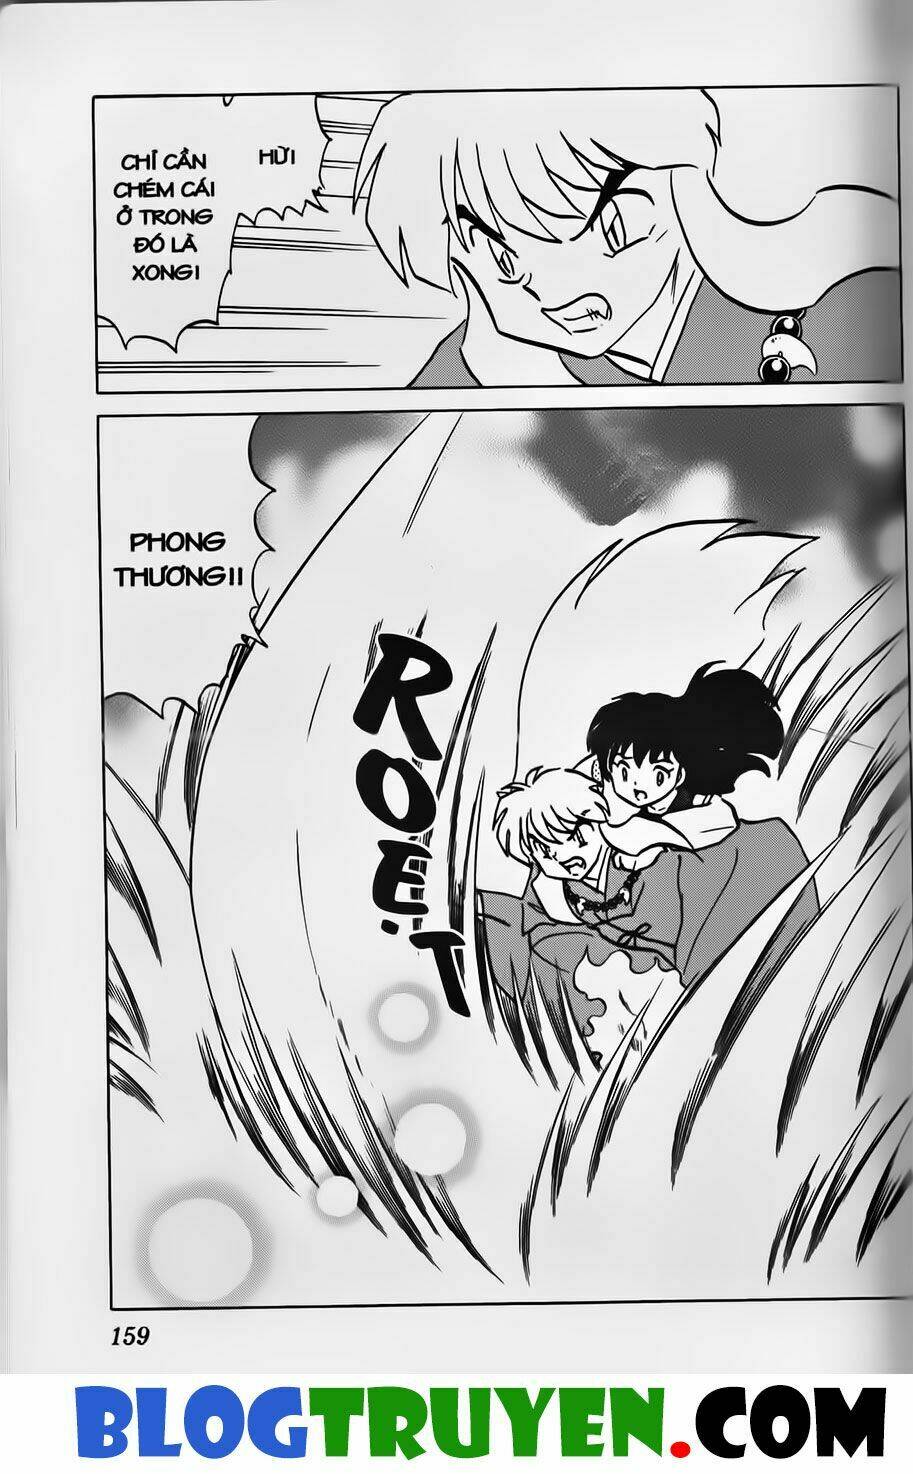 HỪ!
CHỈ CẦN
CHÉM CÁI
Ở TRONG
ĐÓ LÀ
XONG!
PHONG
THƯƠNG!!
ROẸT
159
BLOGTRUYEN.COM